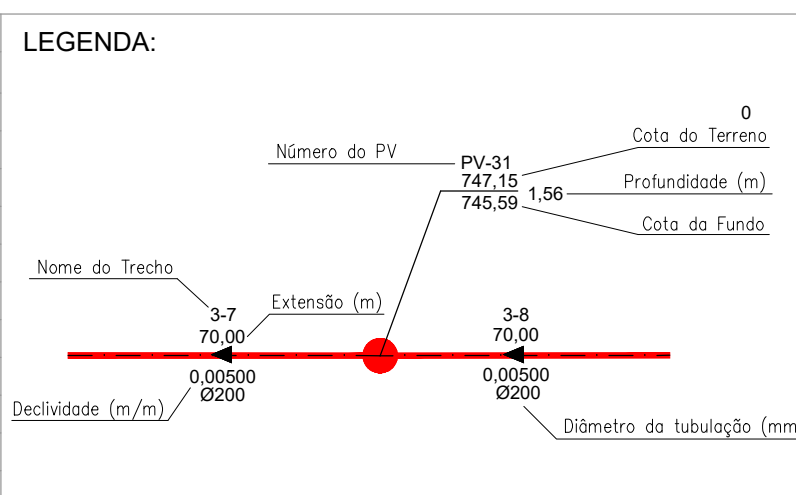 LEGENDA:
0
Cota do Terreno
Número do PV
PV-31
747,15
1,56
Profundidade (m)
745,59
Cota da Fundo
Nome do Trecho
Extensão (m)
3-7
70,00
3-8
70,00
0,00500
Ø200
0,00500
Ø200
Declividade (m/m)
Diâmetro da tubulação (mm